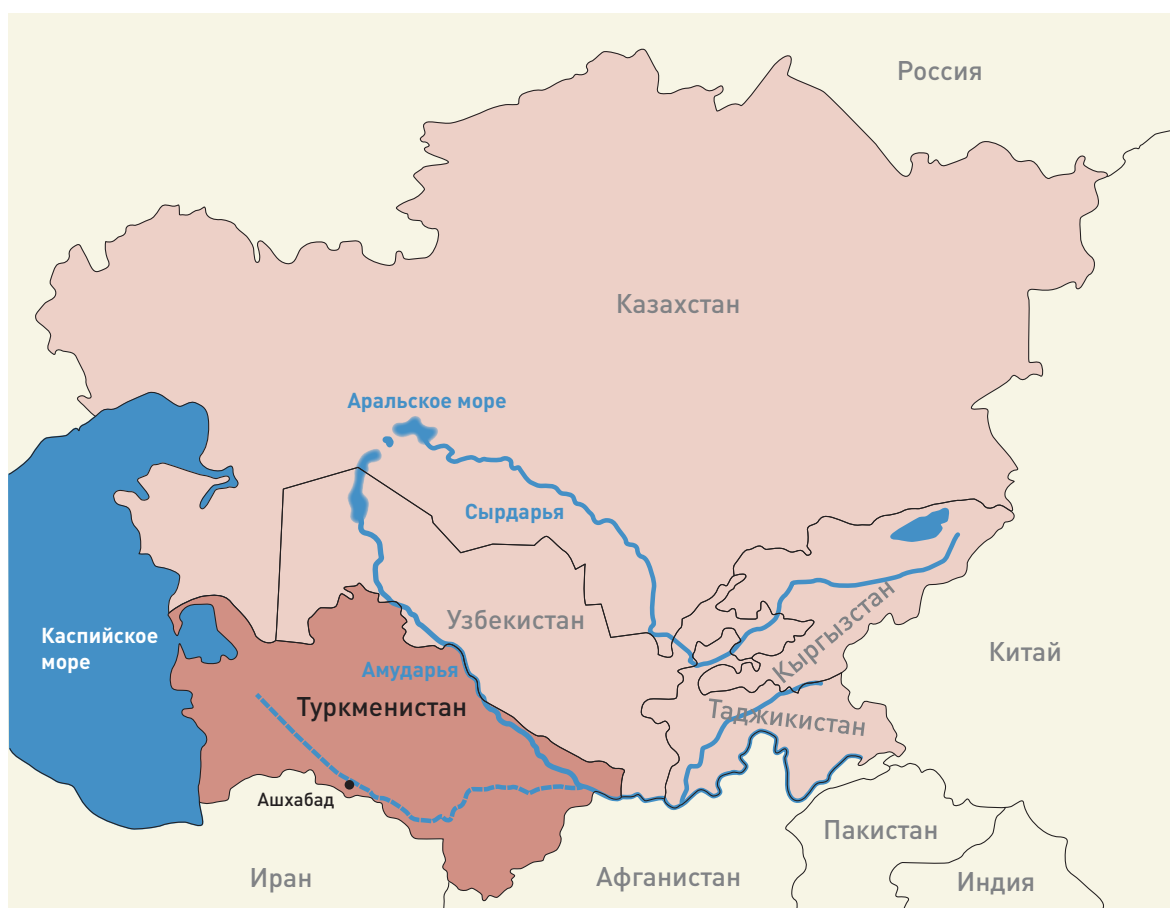 Россия
Казахстан
Аральское море
Сырдарья
Узбекистан
Кыргызстан
Каспийское
море
Китай
Амударья
Туркменистан
Таджикистан
Ашхабад
Пакистан
Иран
Афганистан
Индия